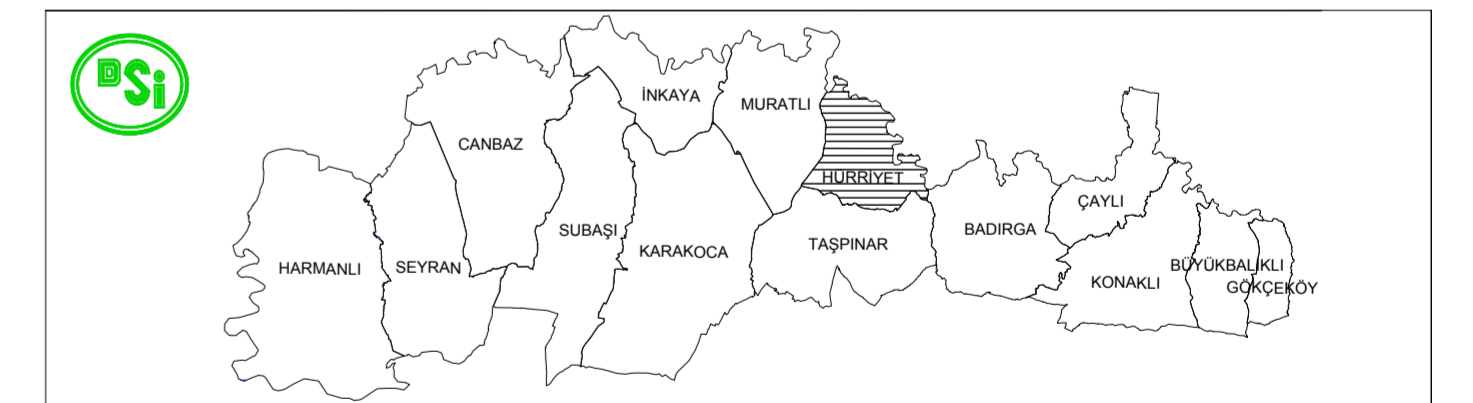 DSİ
İNKAYA
MURATLI
CANBAZ
HÜRRİYET
ÇAYLI
SUBAŞI
BADIRGA
TAŞPINAR
KARAKOCA
HARMANLI
SEYRAN
BÜYÜKBALIKLI
KONAKLI
GÖKÇEKÖY